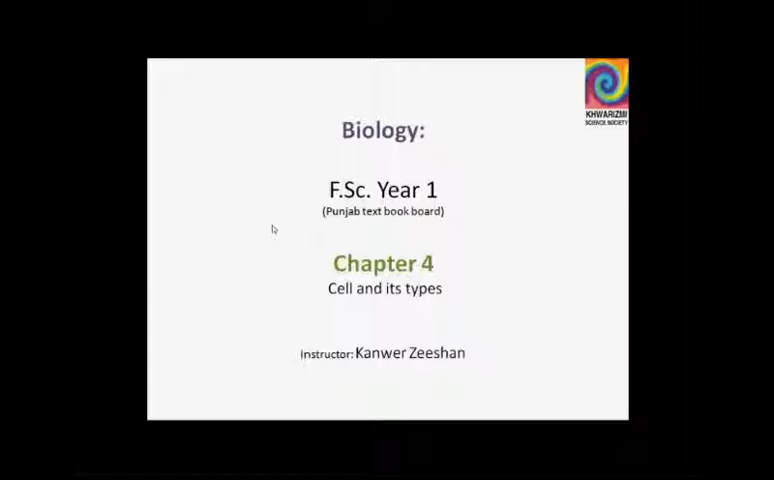 KHWARIZMI
SCIENCE SOCIETY
Biology:
F.Sc. Year 1
(Punjab text book board)
Chapter 4
Cell and its types
Instructor: Kanwer Zeeshan